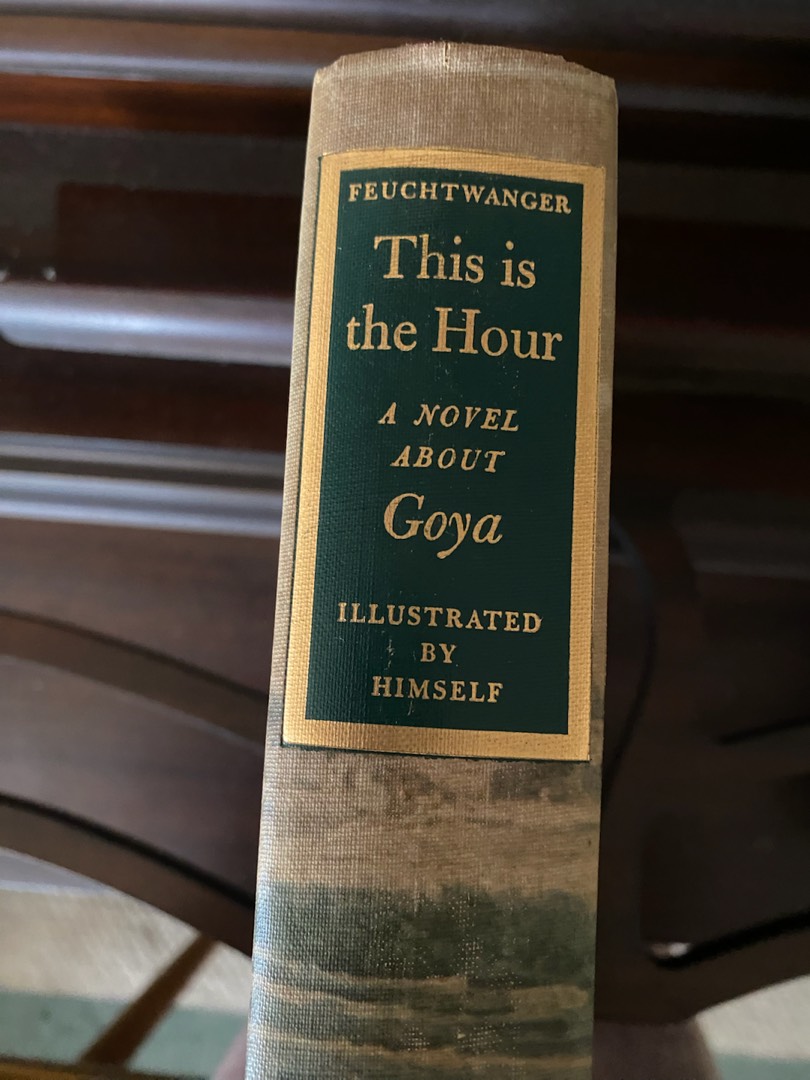 FEUCHTWANGER
This is
the Hour
A NOVEL
ABOUT
Goya
ILLUSTRATED
BY
HIMSELF